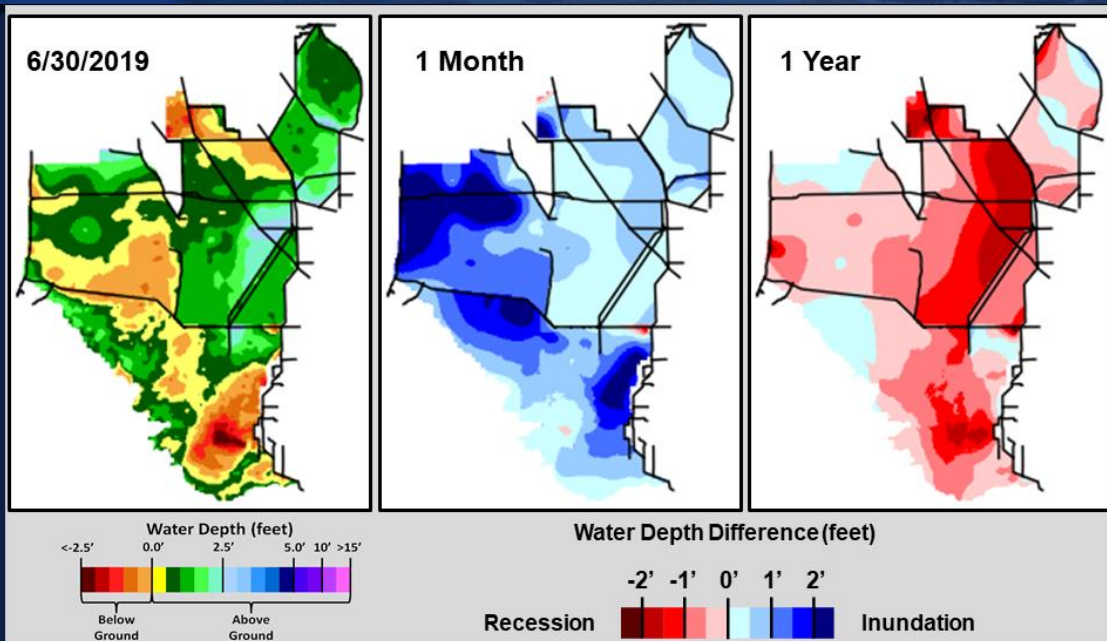 6/30/2019
1 Month
1 Year
Water Depth (feet)
<-2.5' 0.0' 2.5' 5.0' 10' >15'
Below Ground
Above Ground
Water Depth Difference (feet)
-2' -1' 0' 1' 2'
Recession Inundation